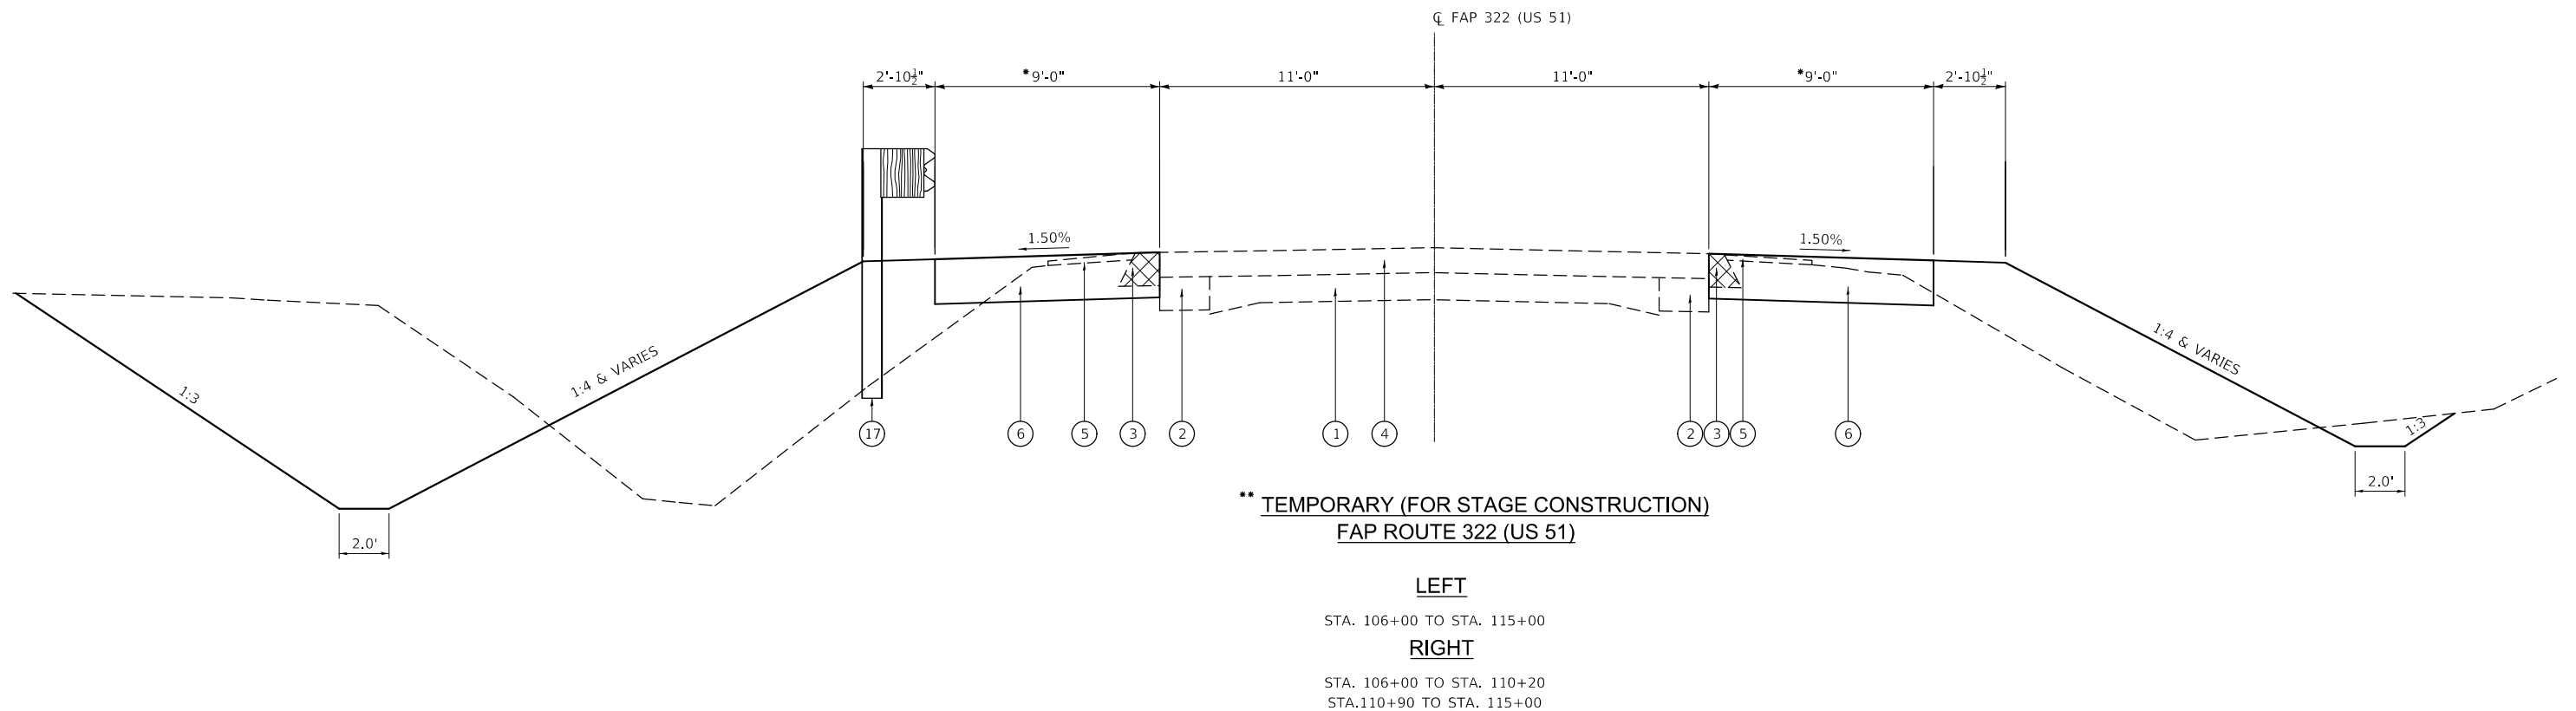 ℄ FAP 322 (US 51)
2'-10½" *9'-0" 11'-0" 11'-0" *9'-0" 2'-10½"
1.50% 1.50%
1:3 1:4 & VARIES 1:4 & VARIES 1:3
17 6 5 3 2 1 4 2 3 5 6
2.0' 2.0'
** TEMPORARY (FOR STAGE CONSTRUCTION)
FAP ROUTE 322 (US 51)
LEFT
STA. 106+00 TO STA. 115+00
RIGHT
STA. 106+00 TO STA. 110+20
STA.110+90 TO STA. 115+00